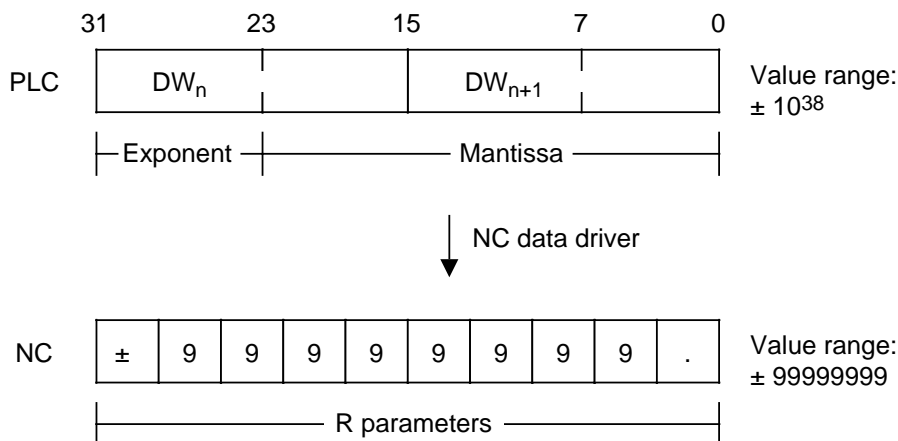 31 23 15 7 0
PLC DWn DWn+1 Value range:
± 10³⁸
Exponent Mantissa
NC data driver
NC ± 9 9 9 9 9 9 9 9 . Value range:
± 99999999
R parameters